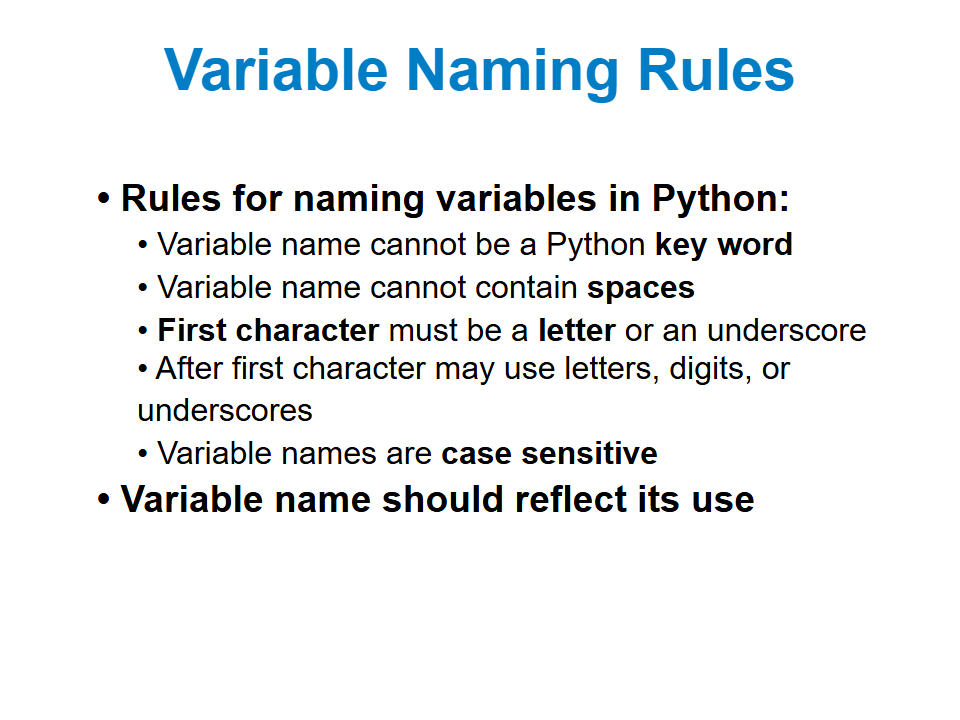 Variable Naming Rules
• Rules for naming variables in Python:
• Variable name cannot be a Python key word
• Variable name cannot contain spaces
• First character must be a letter or an underscore
• After first character may use letters, digits, or
underscores
• Variable names are case sensitive
• Variable name should reflect its use